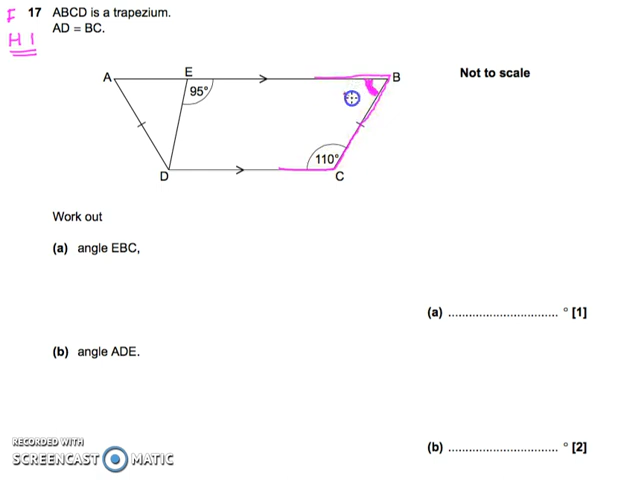 F 17 ABCD is a trapezium.
AD = BC.
H 1
A E B
Not to scale
95°
110°
D C
Work out
(a) angle EBC,
(a) .............................. ° [1]
(b) angle ADE.
RECORDED WITH
SCREENCAST MATIC
(b) .............................. ° [2]